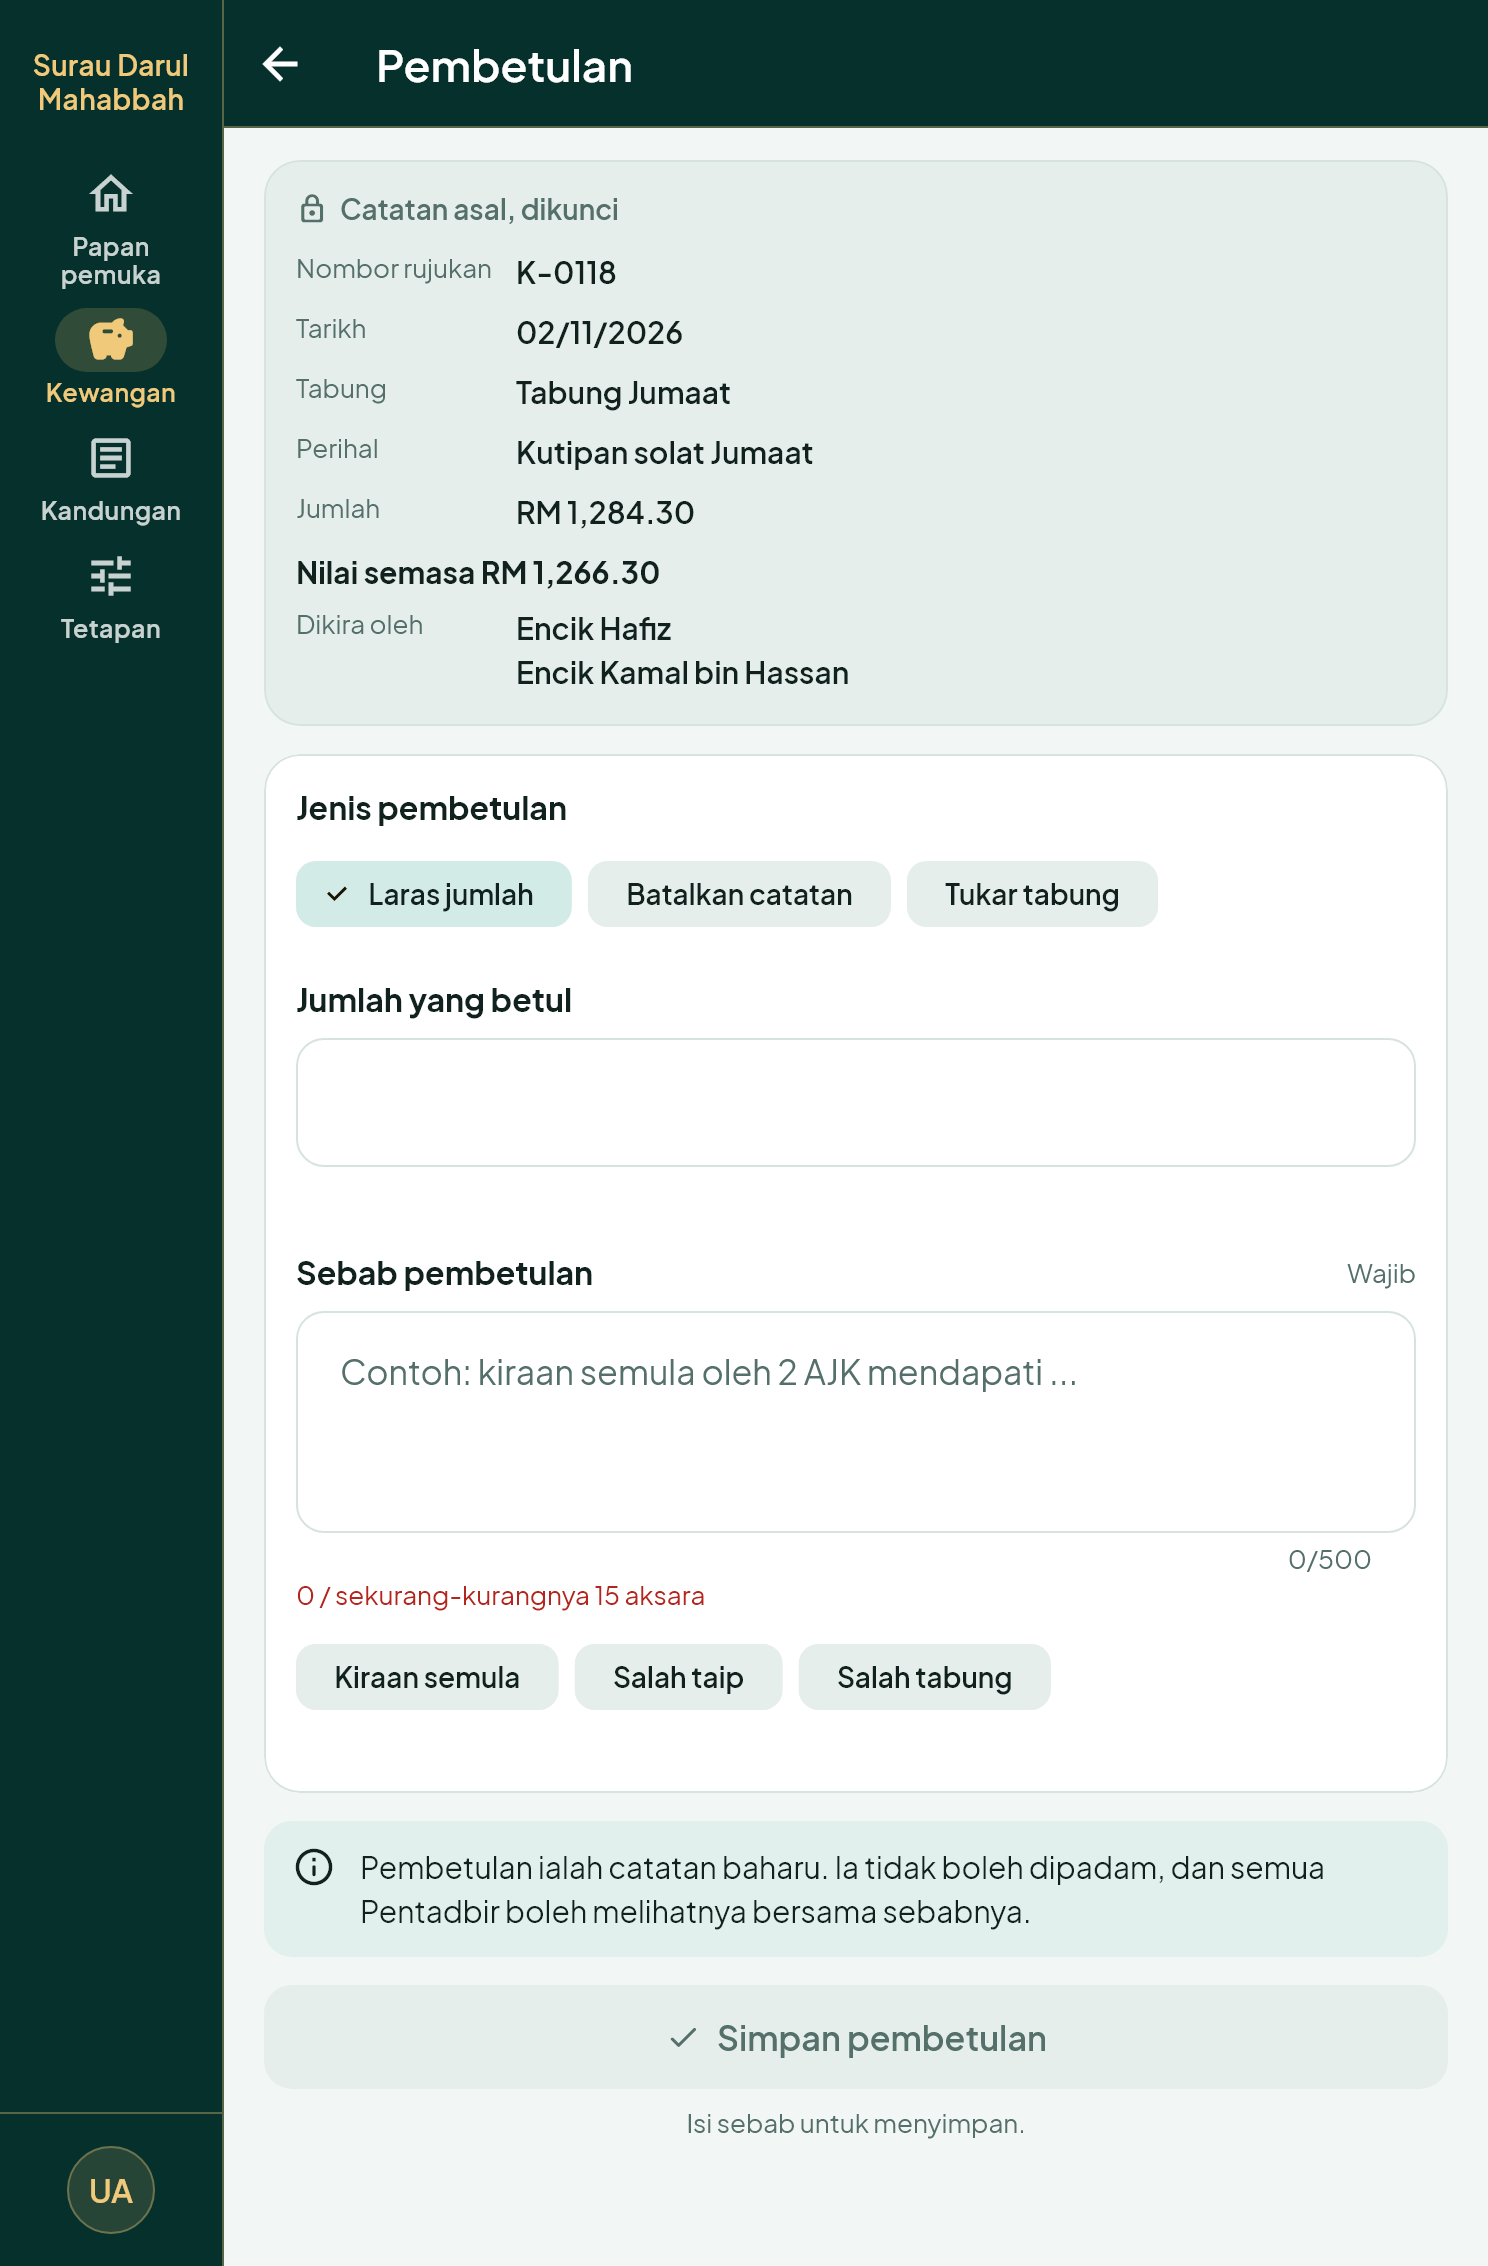 Surau Darul
Mahabbah
Papan
pemuka
Kewangan
Kandungan
Tetapan
UA
Pembetulan
Catatan asal, dikunci
Nombor rujukan K-0118
Tarikh 02/11/2026
Tabung Tabung Jumaat
Perihal Kutipan solat Jumaat
Jumlah RM 1,284.30
Nilai semasa RM 1,266.30
Dikira oleh Encik Hafiz
Encik Kamal bin Hassan
Jenis pembetulan
Laras jumlah Batalkan catatan Tukar tabung
Jumlah yang betul
Sebab pembetulan Wajib
Contoh: kiraan semula oleh 2 AJK mendapati ...
0/500
0 / sekurang-kurangnya 15 aksara
Kiraan semula Salah taip Salah tabung
Pembetulan ialah catatan baharu. Ia tidak boleh dipadam, dan semua
Pentadbir boleh melihatnya bersama sebabnya.
Simpan pembetulan
Isi sebab untuk menyimpan.